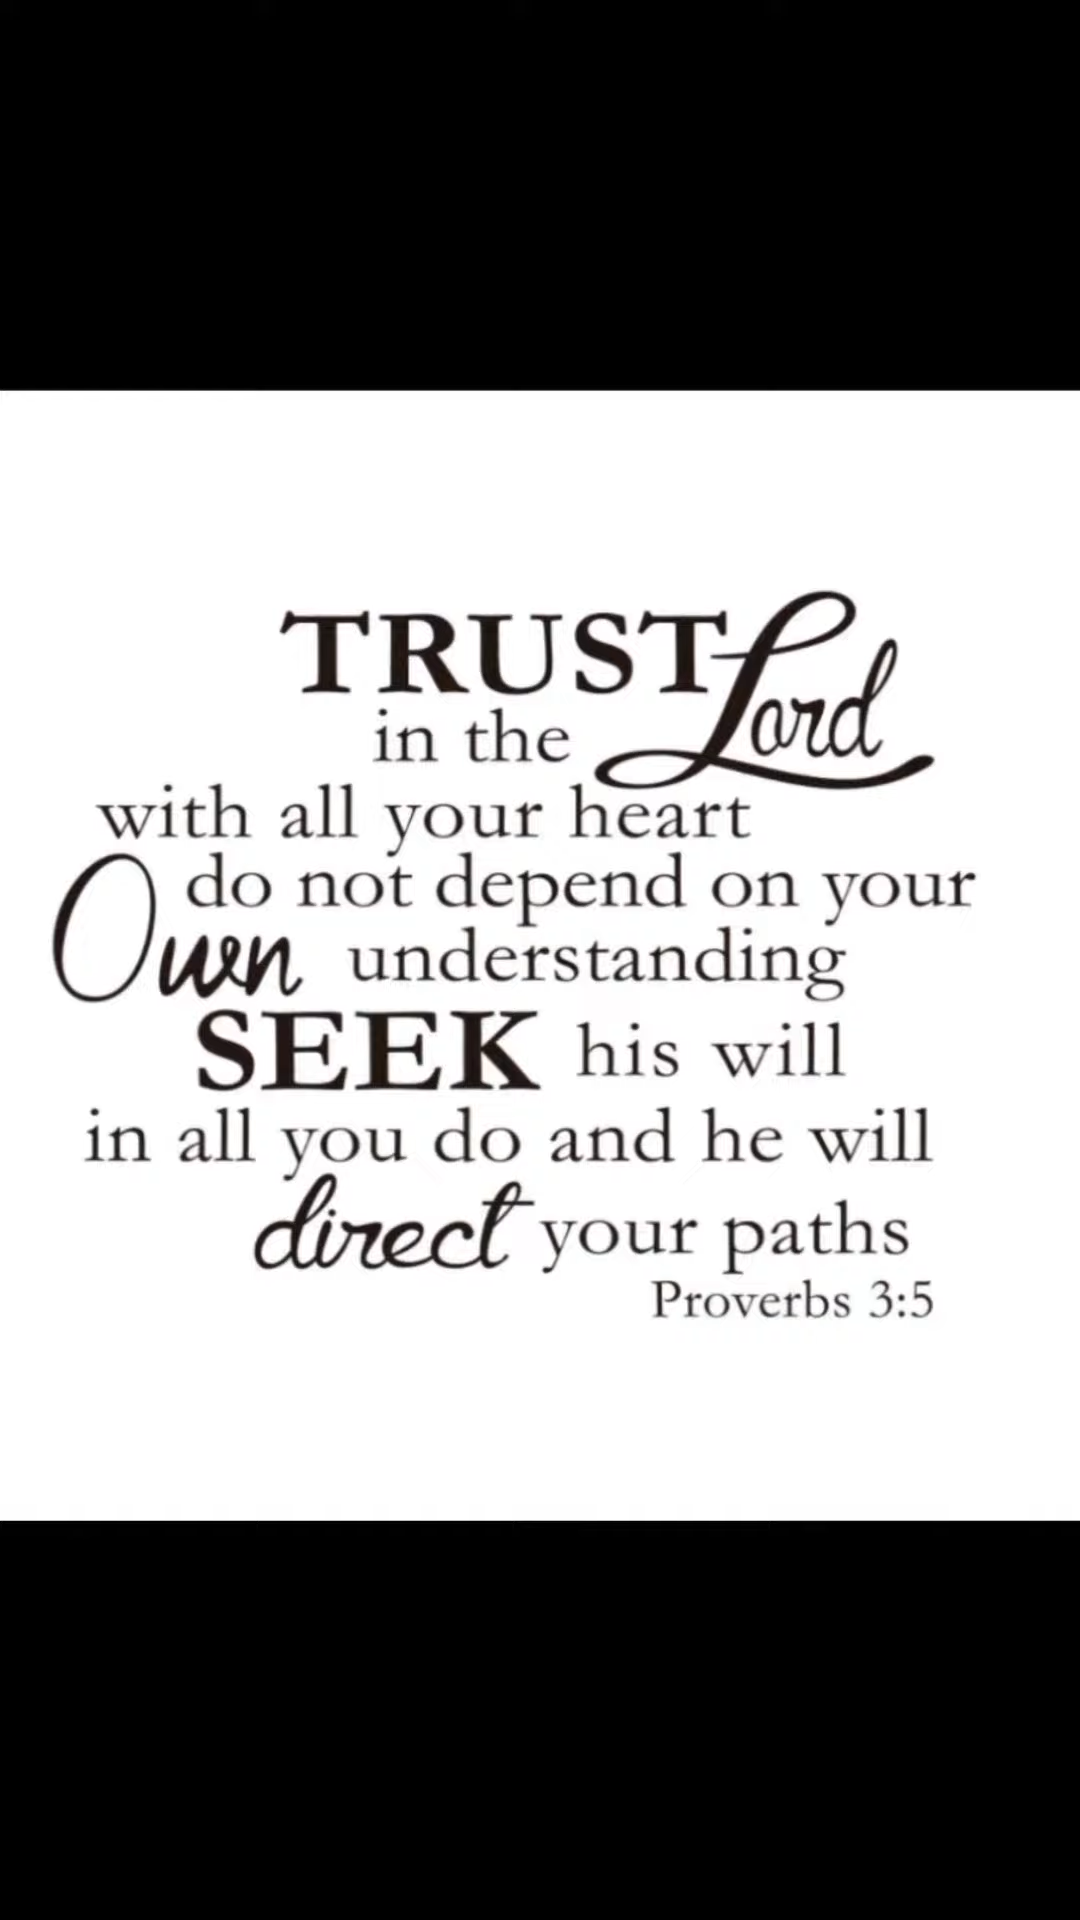 TRUST
in the Lord
with all your heart
do not depend on your
Own understanding
SEEK his will
in all you do and he will
direct your paths
Proverbs 3:5